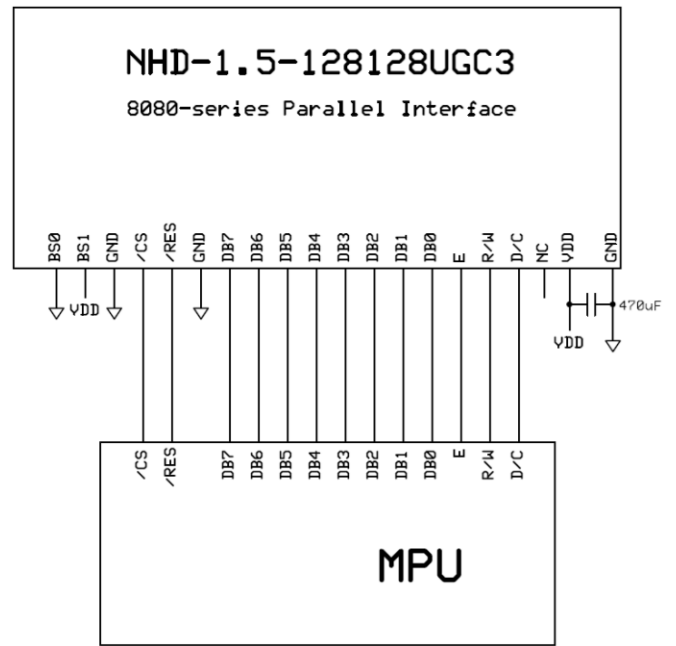 NHD-1.5-128128UGC3
8080-series Parallel Interface
BS0 BS1 GND /CS /RES GND DB7 DB6 DB5 DB4 DB3 DB2 DB1 DB0 E R/W D/C NC VDD GND
VDD
470uF
VDD
/CS /RES DB7 DB6 DB5 DB4 DB3 DB2 DB1 DB0 E R/W D/C
MPU